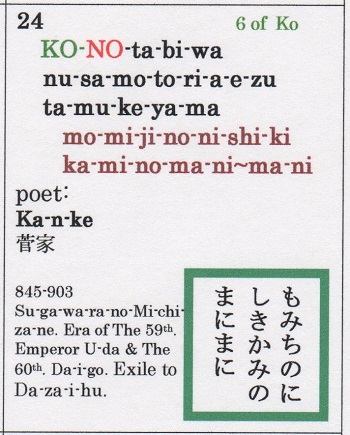 24
6 of Ko
KO-NO-ta-bi-wa
nu-sa-mo-to-ri-a-e-zu
ta-mu-ke-ya-ma
mo-mi-ji-no-ni-shi-ki
ka-mi-no-ma-ni~ma-ni
poet:
Ka-n-ke
菅家
845-903
Su-ga-wa-ra-no-Mi-chi-
za-ne. Era of The 59th.
Emperor U-da & The
60th. Da-i-go. Exile to
Da-za-i-hu.
もみちのに
しきかみの
まにまに